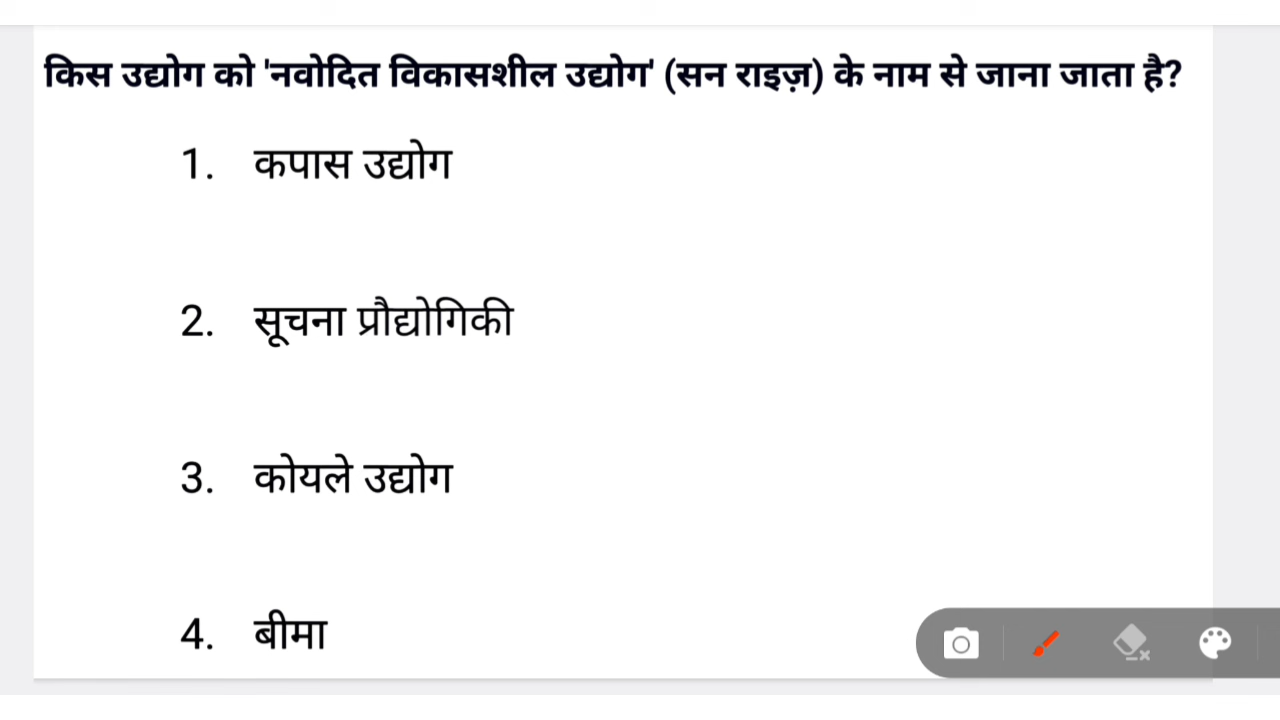 किस उद्योग को 'नवोदित विकासशील उद्योग' (सन राइज़) के नाम से जाना जाता है?
1. कपास उद्योग
2. सूचना प्रौद्योगिकी
3. कोयले उद्योग
4. बीमा